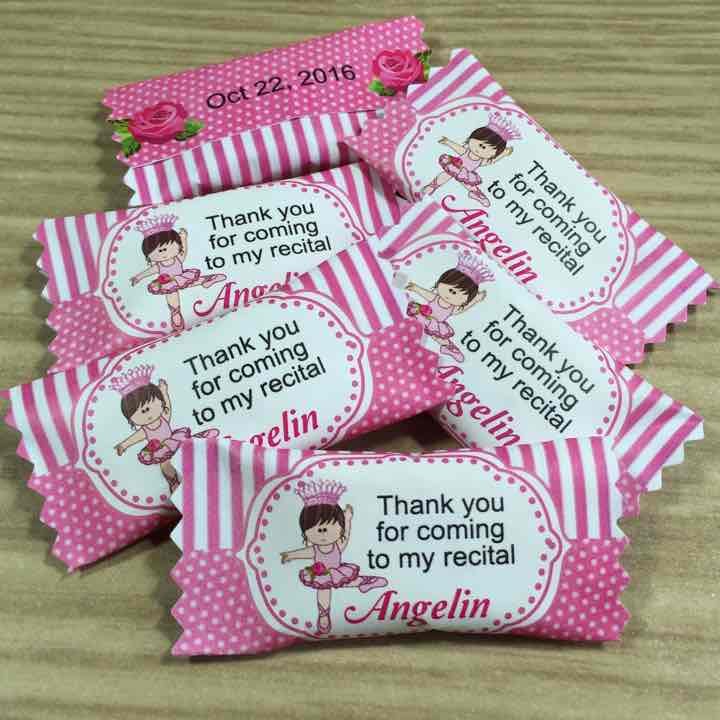 Oct 22, 2016
Thank you
for coming
to my recital
Angelin
Thank you
for coming
to my recital
Angelin
Thank you
for coming
to my recital
Angelin
Thank you
for coming
to my recital
Angelin
Thank you
for coming
to my recital
Angelin